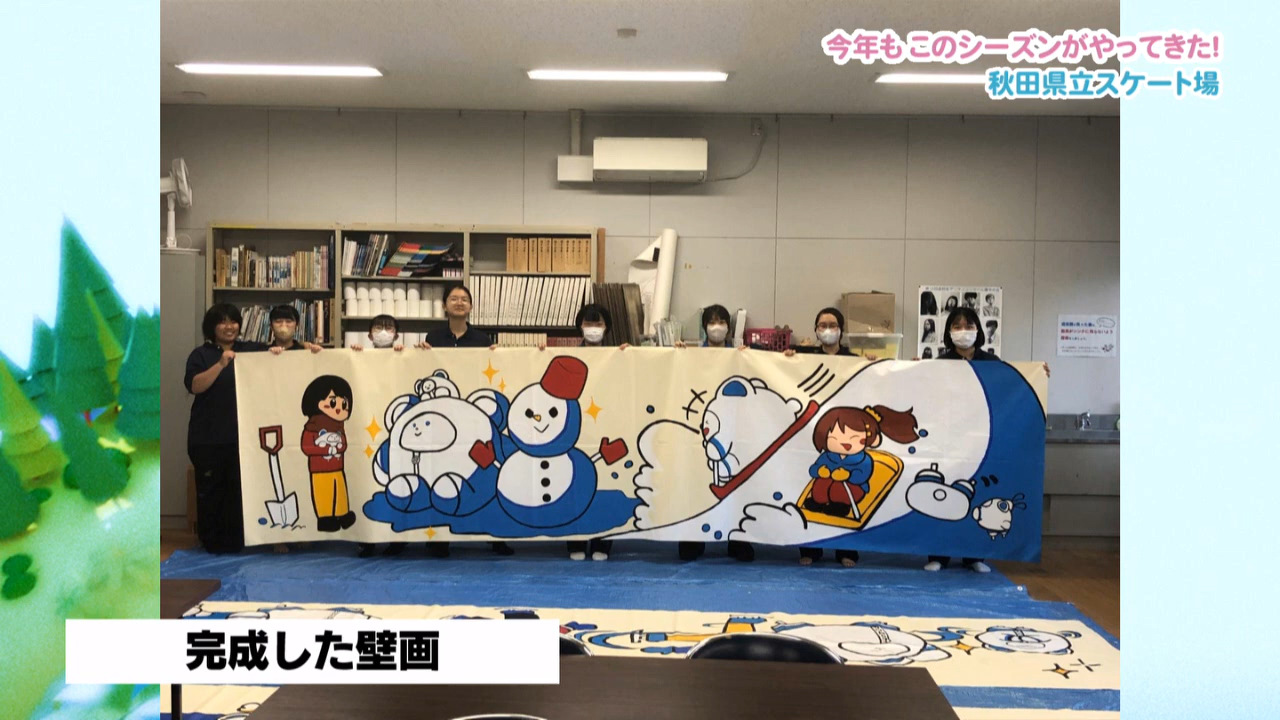 今年もこのシーズンがやってきた!
秋田県立スケート場
完成した壁画